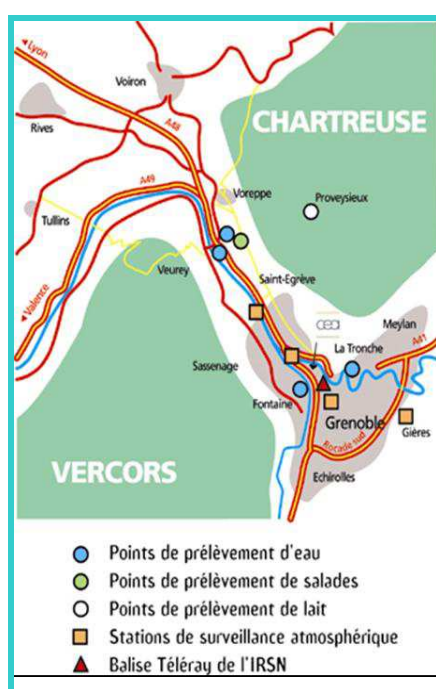 Lyon
Voiron
CHARTREUSE
Rives
A48
A49
Voreppe
Proveysieux
Tullins
Veurey
Saint-Egrève
Valence
cea
Meylan
La Tronche
A41
Sassenage
Fontaine
Grenoble
Gières
Rocade sud
VERCORS
Echirolles
Points de prélèvement d'eau
Points de prélèvement de salades
Points de prélèvement de lait
Stations de surveillance atmosphérique
Balise Téléray de l'IRSN